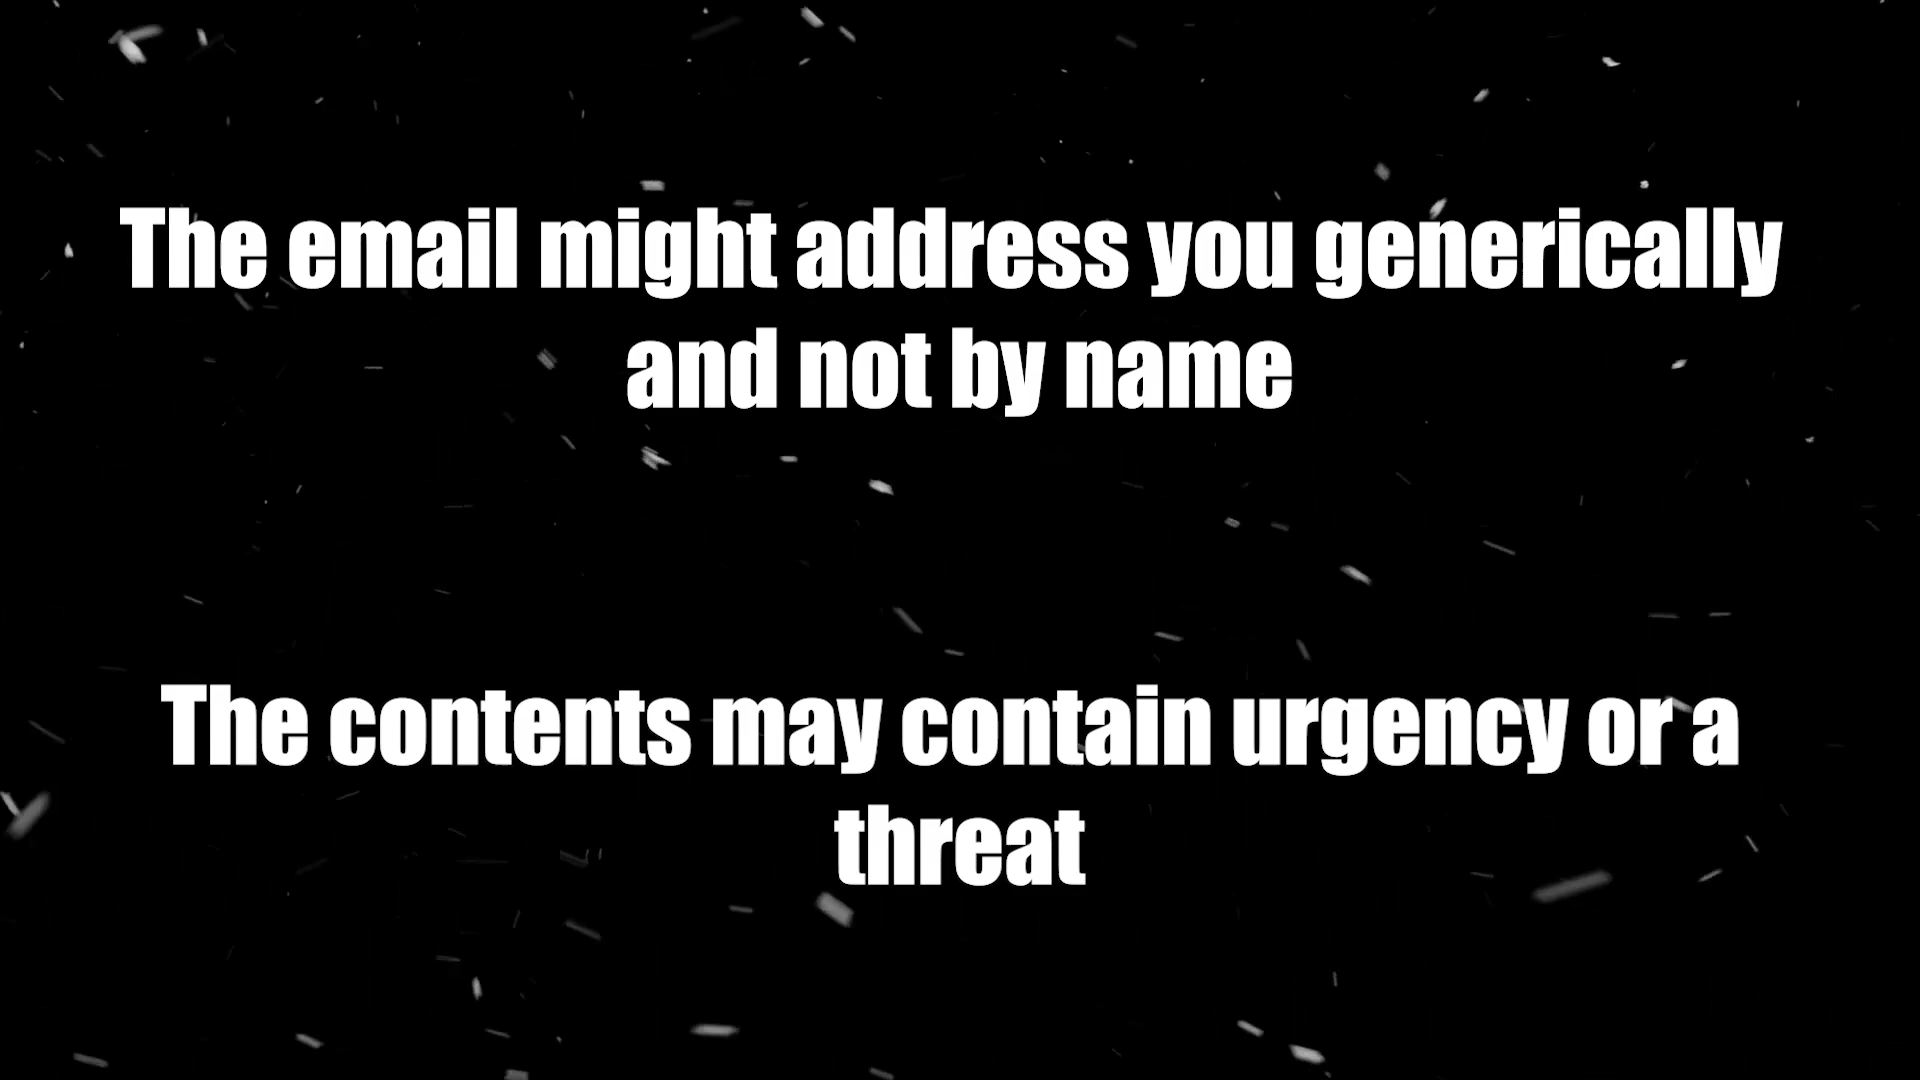 The email might address you generically
and not by name
The contents may contain urgency or a
threat